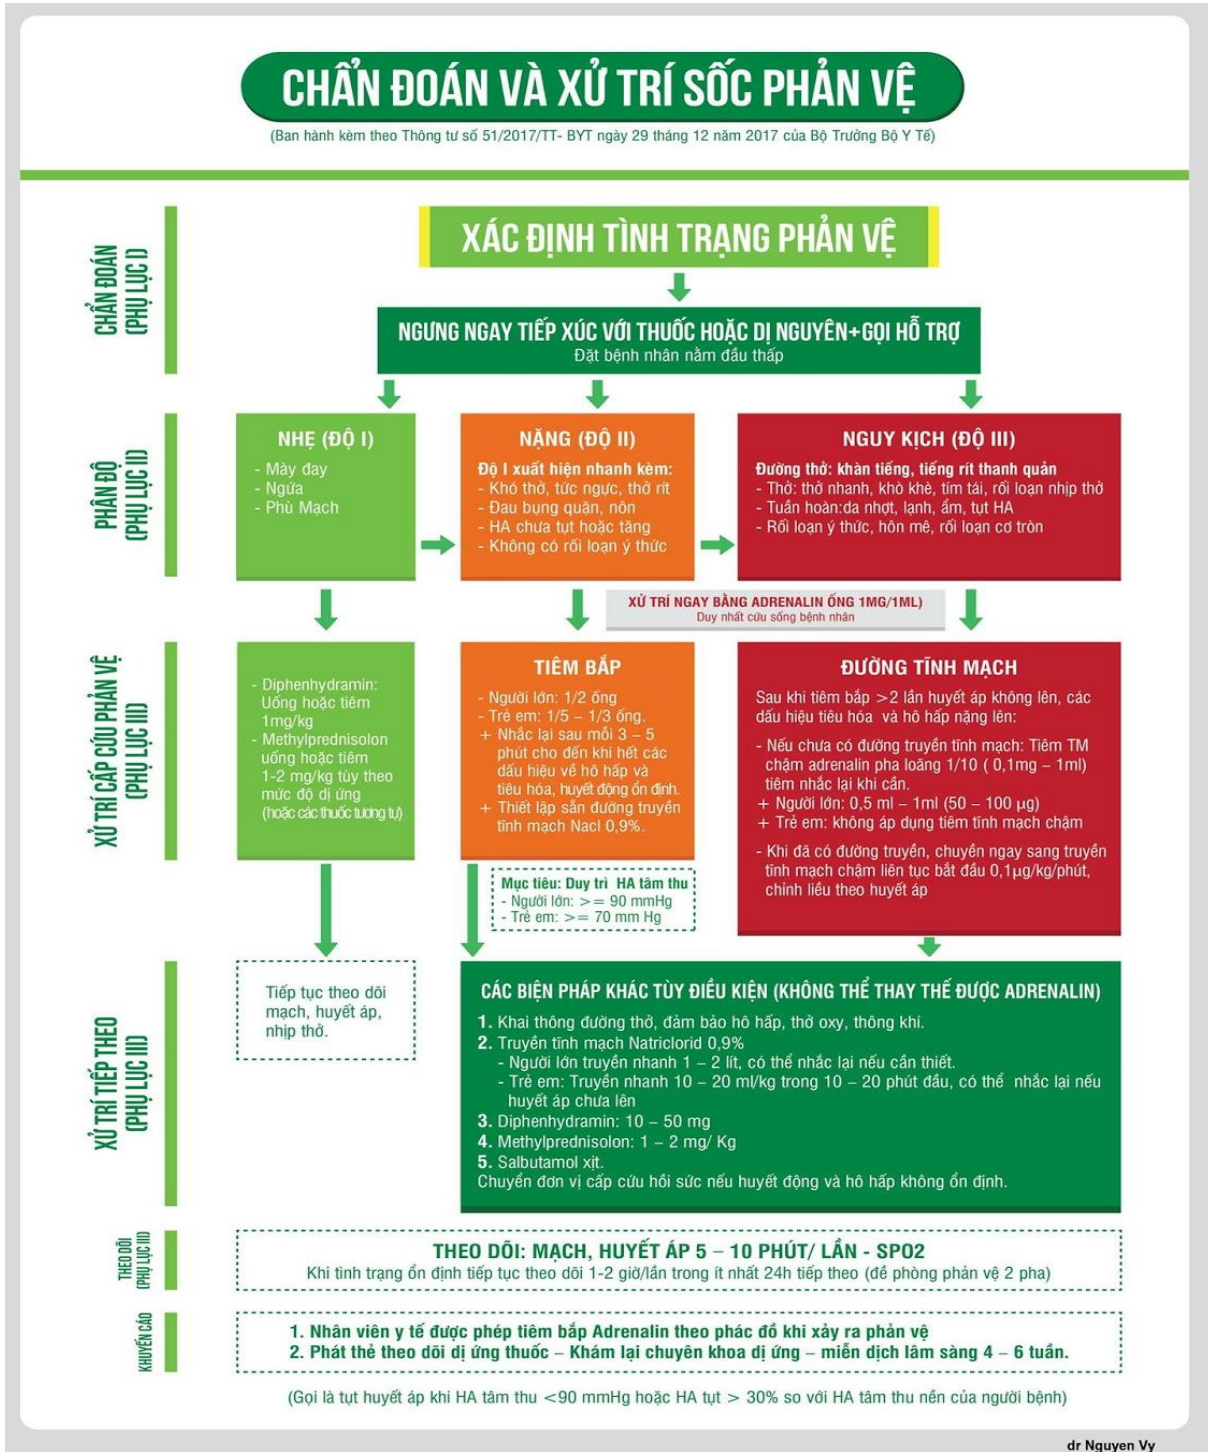 CHẨN ĐOÁN VÀ XỬ TRÍ SỐC PHẢN VỆ
(Ban hành kèm theo Thông tư số 51/2017/TT- BYT ngày 29 tháng 12 năm 2017 của Bộ Trưởng Bộ Y Tế)
CHẨN ĐOÁN
(PHỤ LỤC I)
XÁC ĐỊNH TÌNH TRẠNG PHẢN VỆ
NGƯNG NGAY TIẾP XÚC VỚI THUỐC HOẶC DỊ NGUYÊN+GỌI HỖ TRỢ
Đặt bệnh nhân nằm đầu thấp
PHÂN ĐỘ
(PHỤ LỤC II)
NHẸ (ĐỘ I)
- Mày đay
- Ngứa
- Phù Mạch
NẶNG (ĐỘ II)
Độ I xuất hiện nhanh kèm:
- Khó thở, tức ngực, thở rít
- Đau bụng quặn, nôn
- HA chưa tụt hoặc tăng
- Không có rối loạn ý thức
NGUY KỊCH (ĐỘ III)
Đường thở: khàn tiếng, tiếng rít thanh quản
- Thở: thở nhanh, khò khè, tím tái, rối loạn nhịp thở
- Tuần hoàn:da nhợt, lạnh, ẩm, tụt HA
- Rối loạn ý thức, hôn mê, rối loạn cơ tròn
XỬ TRÍ NGAY BẰNG ADRENALIN ỐNG 1MG/1ML)
Duy nhất cứu sống bệnh nhân
XỬ TRÍ CẤP CỨU PHẢN VỆ
(PHỤ LỤC III)
- Diphenhydramin:
Uống hoặc tiêm
1mg/kg
- Methylprednisolon
uống hoặc tiêm
1-2 mg/kg tùy theo
mức độ dị ứng
(hoặc các thuốc tương tự)
TIÊM BẮP
- Người lớn: 1/2 ống
- Trẻ em: 1/5 – 1/3 ống.
+ Nhắc lại sau mỗi 3 – 5
phút cho đến khi hết các
dấu hiệu về hô hấp và
tiêu hóa, huyết động ổn định.
+ Thiết lập sẵn đường truyền
tĩnh mạch Nacl 0,9%.
ĐƯỜNG TĨNH MẠCH
Sau khi tiêm bắp >2 lần huyết áp không lên, các
dấu hiệu tiêu hóa và hô hấp nặng lên:
- Nếu chưa có đường truyền tĩnh mạch: Tiêm TM
chậm adrenalin pha loãng 1/10 ( 0,1mg – 1ml)
tiêm nhắc lại khi cần.
+ Người lớn: 0,5 ml – 1ml (50 – 100 µg)
+ Trẻ em: không áp dụng tiêm tĩnh mạch chậm
- Khi đã có đường truyền, chuyển ngay sang truyền
tĩnh mạch chậm liên tục bắt đầu 0,1µg/kg/phút,
chỉnh liều theo huyết áp
Mục tiêu: Duy trì HA tâm thu
- Người lớn: >= 90 mmHg
- Trẻ em: >= 70 mm Hg
XỬ TRÍ TIẾP THEO
(PHỤ LỤC III)
Tiếp tục theo dõi
mạch, huyết áp,
nhịp thở.
CÁC BIỆN PHÁP KHÁC TÙY ĐIỀU KIỆN (KHÔNG THỂ THAY THẾ ĐƯỢC ADRENALIN)
1. Khai thông đường thở, đảm bảo hô hấp, thở oxy, thông khí.
2. Truyền tĩnh mạch Natriclorid 0,9%
- Người lớn truyền nhanh 1 – 2 lít, có thể nhắc lại nếu cần thiết.
- Trẻ em: Truyền nhanh 10 – 20 ml/kg trong 10 – 20 phút đầu, có thể nhắc lại nếu
huyết áp chưa lên
3. Diphenhydramin: 10 – 50 mg
4. Methylprednisolon: 1 – 2 mg/ Kg
5. Salbutamol xịt.
Chuyển đơn vị cấp cứu hồi sức nếu huyết động và hô hấp không ổn định.
THEO DÕI
(PHỤ LỤC III)
THEO DÕI: MẠCH, HUYẾT ÁP 5 – 10 PHÚT/ LẦN - SPO2
Khi tình trạng ổn định tiếp tục theo dõi 1-2 giờ/lần trong ít nhất 24h tiếp theo (đề phòng phản vệ 2 pha)
KHUYẾN CÁO
1. Nhân viên y tế được phép tiêm bắp Adrenalin theo phác đồ khi xảy ra phản vệ
2. Phát thẻ theo dõi dị ứng thuốc – Khám lại chuyên khoa dị ứng – miễn dịch lâm sàng 4 – 6 tuần.
(Gọi là tụt huyết áp khi HA tâm thu <90 mmHg hoặc HA tụt > 30% so với HA tâm thu nền của người bệnh)
dr Nguyen Vy